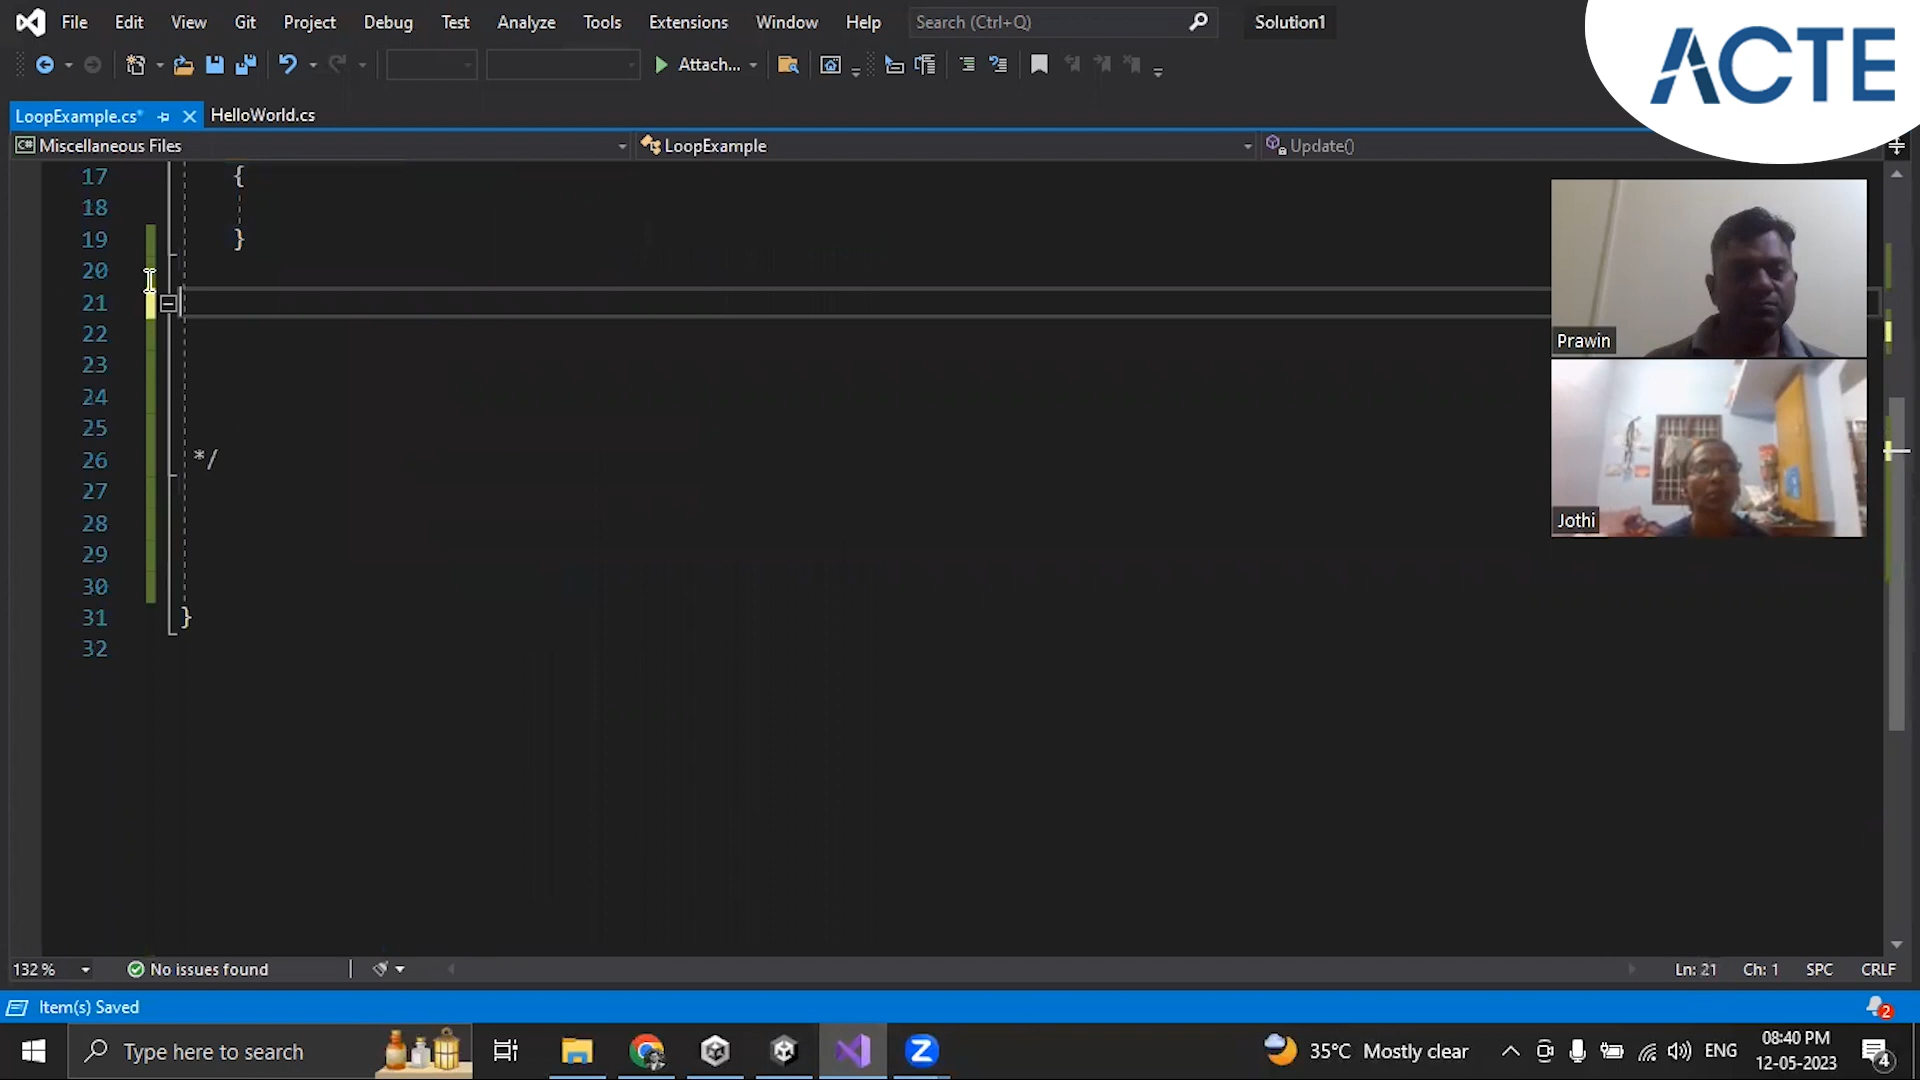 File Edit View Git Project Debug Test Analyze Tools Extensions Window Help Search (Ctrl+Q) Solution1
ACTE
Attach...
LoopExample.cs* HelloWorld.cs
C# Miscellaneous Files LoopExample Update()
17 {
18
19 }
20
21
22
23
24
25
26 */
27
28
29
30
31 }
32
Prawin
Jothi
132 % No issues found Ln: 21 Ch: 1 SPC CRLF
Item(s) Saved 2
Type here to search 35°C Mostly clear ENG 08:40 PM
12-05-2023 4